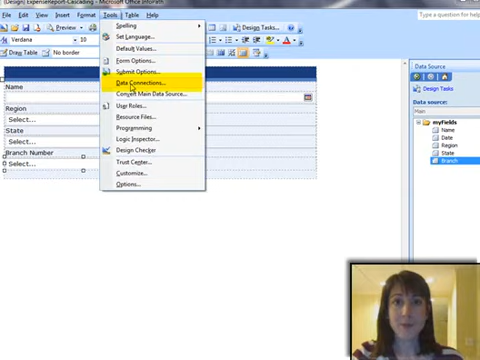 (Design) ExpenseReport-Cascading - Microsoft Office InfoPath
Edit View Insert Format Tools Table Help
Type a question for help
Preview
Design Tasks...
Draw Table No border
Verdana 10
Spelling
Set Language...
Default Values...
Form Options...
Submit Options...
Data Connections...
Convert Main Data Source...
User Roles...
Resource Files...
Programming
Logic Inspector...
Design Checker
Trust Center...
Customize...
Options...
Name
Region
Select...
State
Select...
Branch Number
Select...
Data Source
Design Tasks
Data source:
Main
myFields
Name
Date
Region
State
Branch